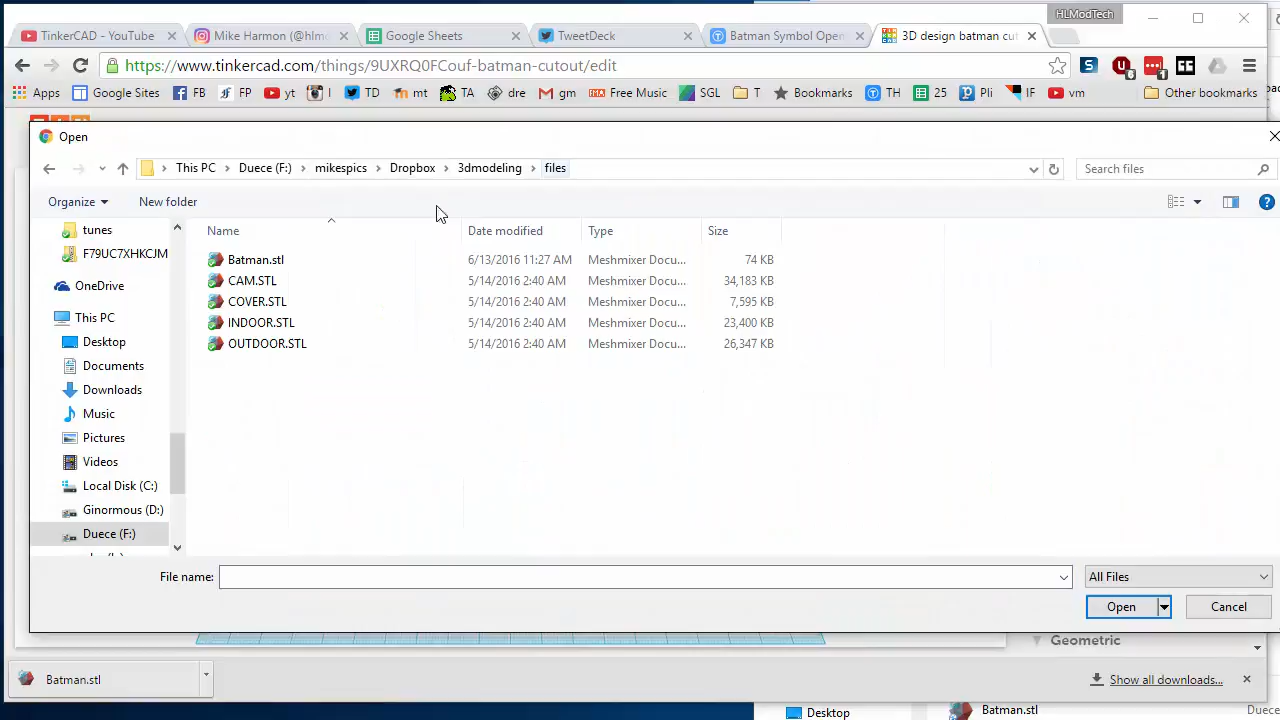 HLModTech
TinkerCAD - YouTube
Mike Harmon (@hlmo
Google Sheets
TweetDeck
Batman Symbol Open
3D design batman cut
https://www.tinkercad.com/things/9UXRQ0FCouf-batman-cutout/edit
Apps
Google Sites
FB
FP
yt
I
TD
mt
TA
dre
gm
Free Music
SGL
T
Bookmarks
TH
25
Pli
IF
vm
Other bookmarks
Open
This PC
Duece (F:)
mikespics
Dropbox
3dmodeling
files
Search files
Organize
New folder
Name
Date modified
Type
Size
tunes
F79UC7XHKCJM
OneDrive
This PC
Desktop
Documents
Downloads
Music
Pictures
Videos
Local Disk (C:)
Ginormous (D:)
Duece (F:)
Batman.stl 6/13/2016 11:27 AM Meshmixer Docu... 74 KB
CAM.STL 5/14/2016 2:40 AM Meshmixer Docu... 34,183 KB
COVER.STL 5/14/2016 2:40 AM Meshmixer Docu... 7,595 KB
INDOOR.STL 5/14/2016 2:40 AM Meshmixer Docu... 23,400 KB
OUTDOOR.STL 5/14/2016 2:40 AM Meshmixer Docu... 26,347 KB
File name:
All Files
Open
Cancel
Geometric
Batman.stl
Show all downloads...
Desktop
Batman.stl
Duece